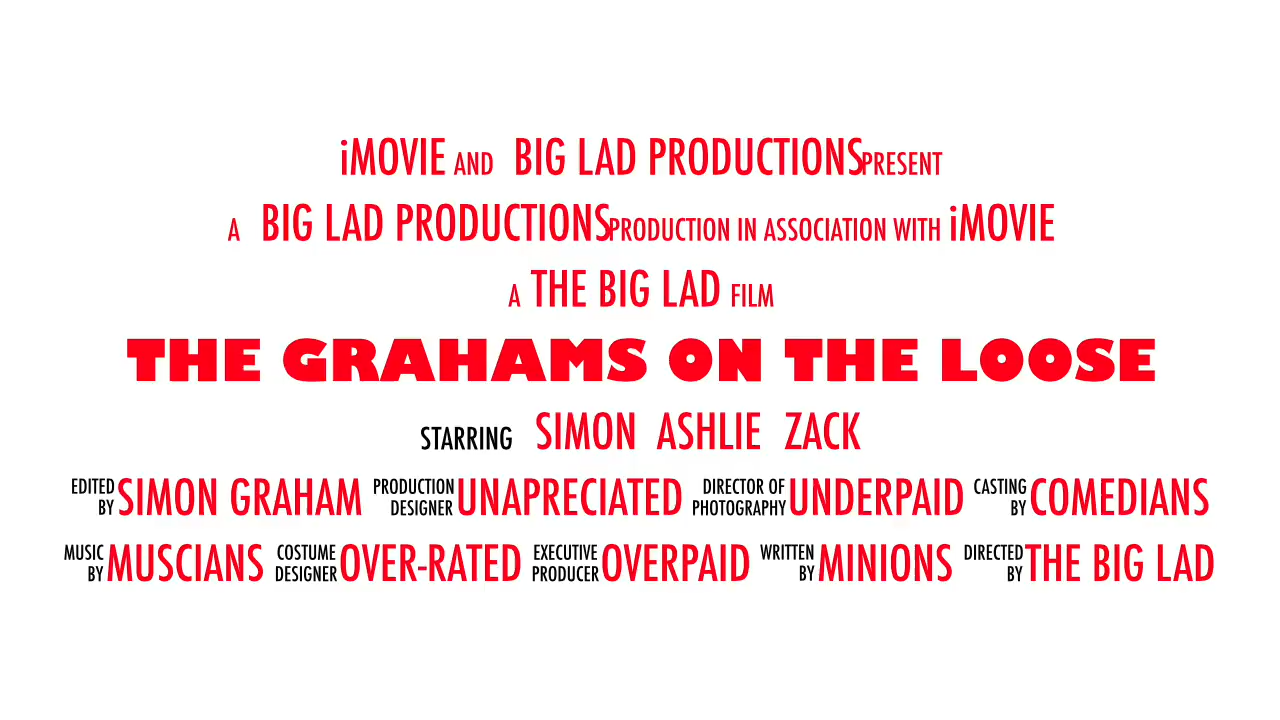 iMOVIE AND BIG LAD PRODUCTIONS PRESENT
A BIG LAD PRODUCTIONS PRODUCTION IN ASSOCIATION WITH iMOVIE
A THE BIG LAD FILM
THE GRAHAMS ON THE LOOSE
STARRING SIMON ASHLIE ZACK
EDITED BY SIMON GRAHAM PRODUCTION DESIGNER UNAPRECIATED DIRECTOR OF PHOTOGRAPHY UNDERPAID CASTING BY COMEDIANS
MUSIC BY MUSCIANS COSTUME DESIGNER OVER-RATED EXECUTIVE PRODUCER OVERPAID WRITTEN BY MINIONS DIRECTED BY THE BIG LAD